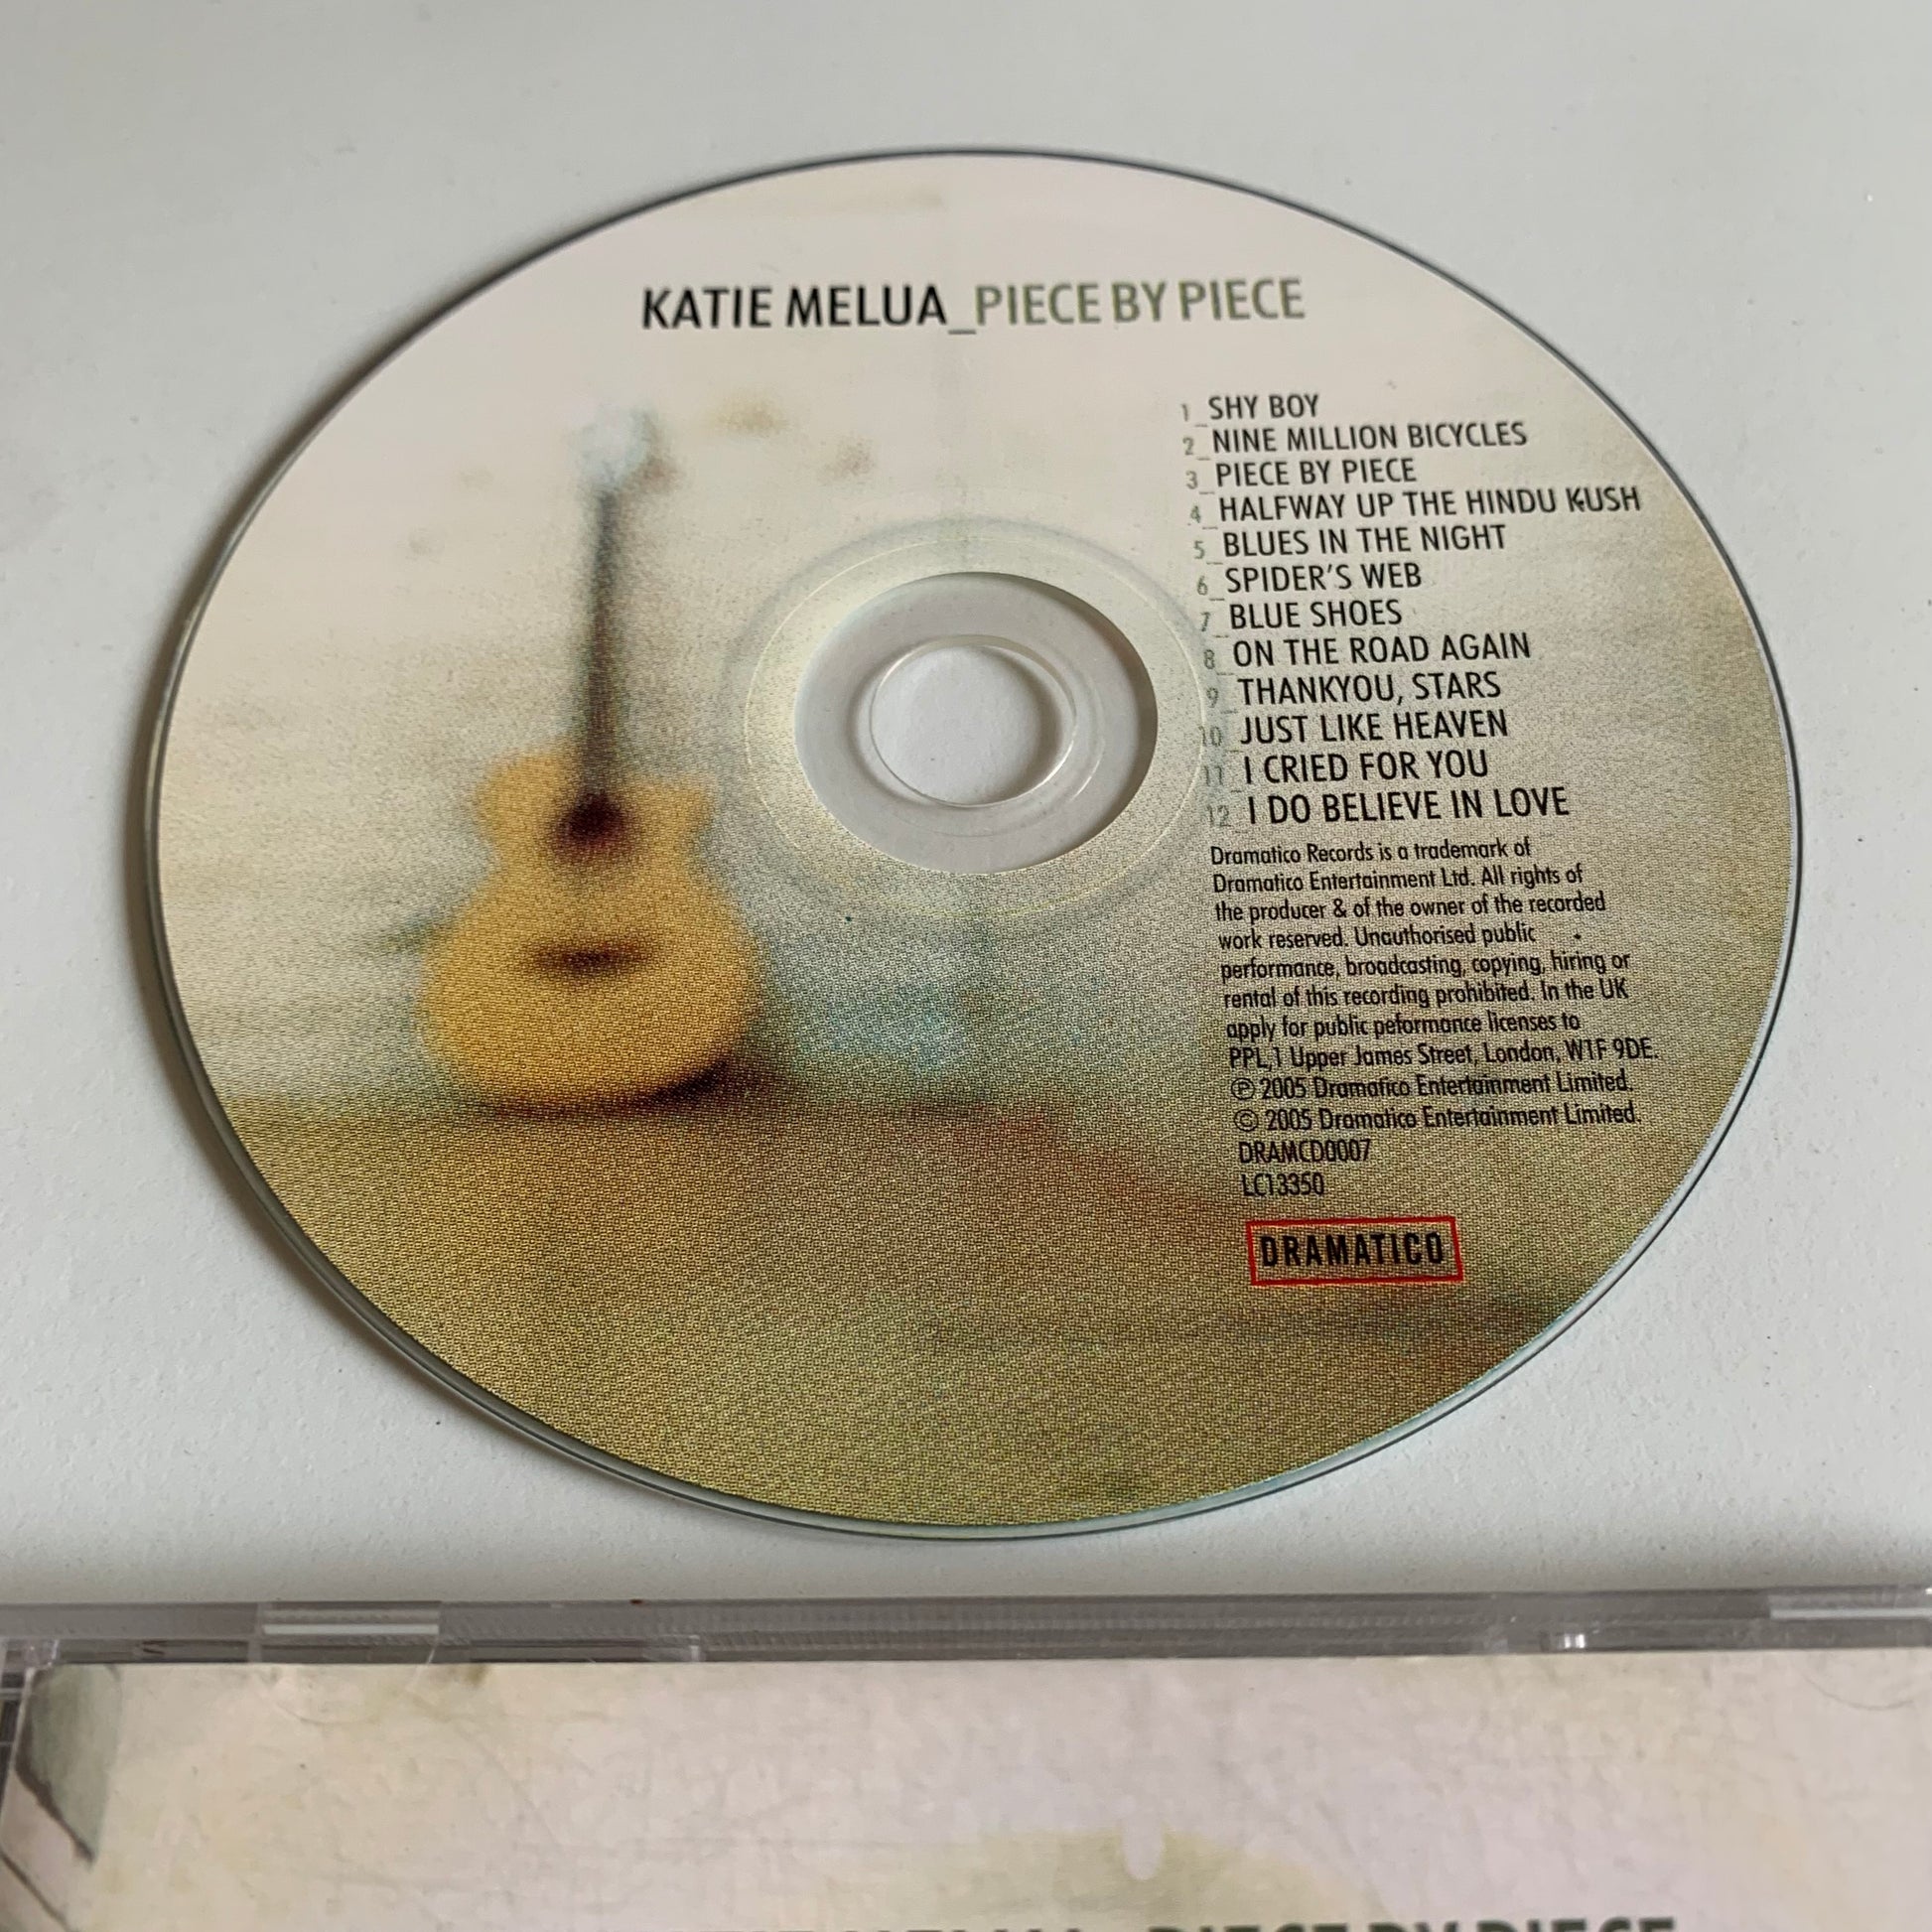 KATIE MELUA_PIECE BY PIECE
1_SHY BOY
2_NINE MILLION BICYCLES
3_PIECE BY PIECE
4_HALFWAY UP THE HINDU KUSH
5_BLUES IN THE NIGHT
6_SPIDER'S WEB
7_BLUE SHOES
8_ON THE ROAD AGAIN
9_THANKYOU, STARS
10_JUST LIKE HEAVEN
11_I CRIED FOR YOU
12_I DO BELIEVE IN LOVE
Dramatico Records is a trademark of
Dramatico Entertainment Ltd. All rights of
the producer & of the owner of the recorded
work reserved. Unauthorised public
performance, broadcasting, copying, hiring or
rental of this recording prohibited. In the UK
apply for public peformance licenses to
PPL,1 Upper James Street, London, W1F 9DE.
℗ 2005 Dramatico Entertainment Limited.
© 2005 Dramatico Entertainment Limited.
DRAMCD0007
LC13350
DRAMATICO
PIECE BY PIECE